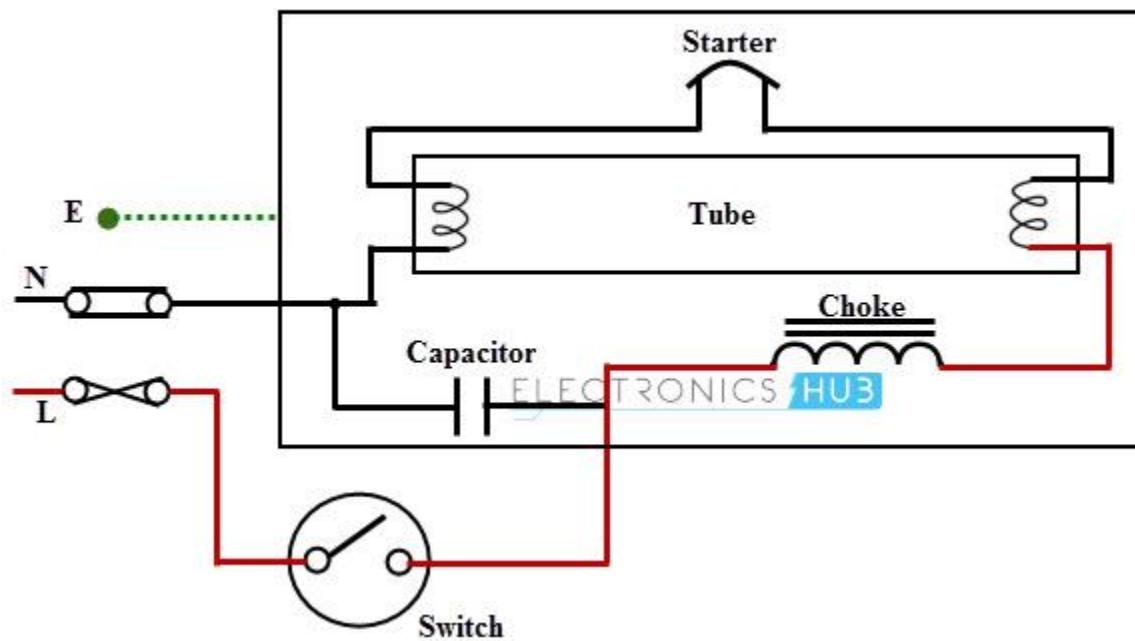 Starter
E
Tube
N
Choke
Capacitor
ELECTRONICS HUB
L
Switch